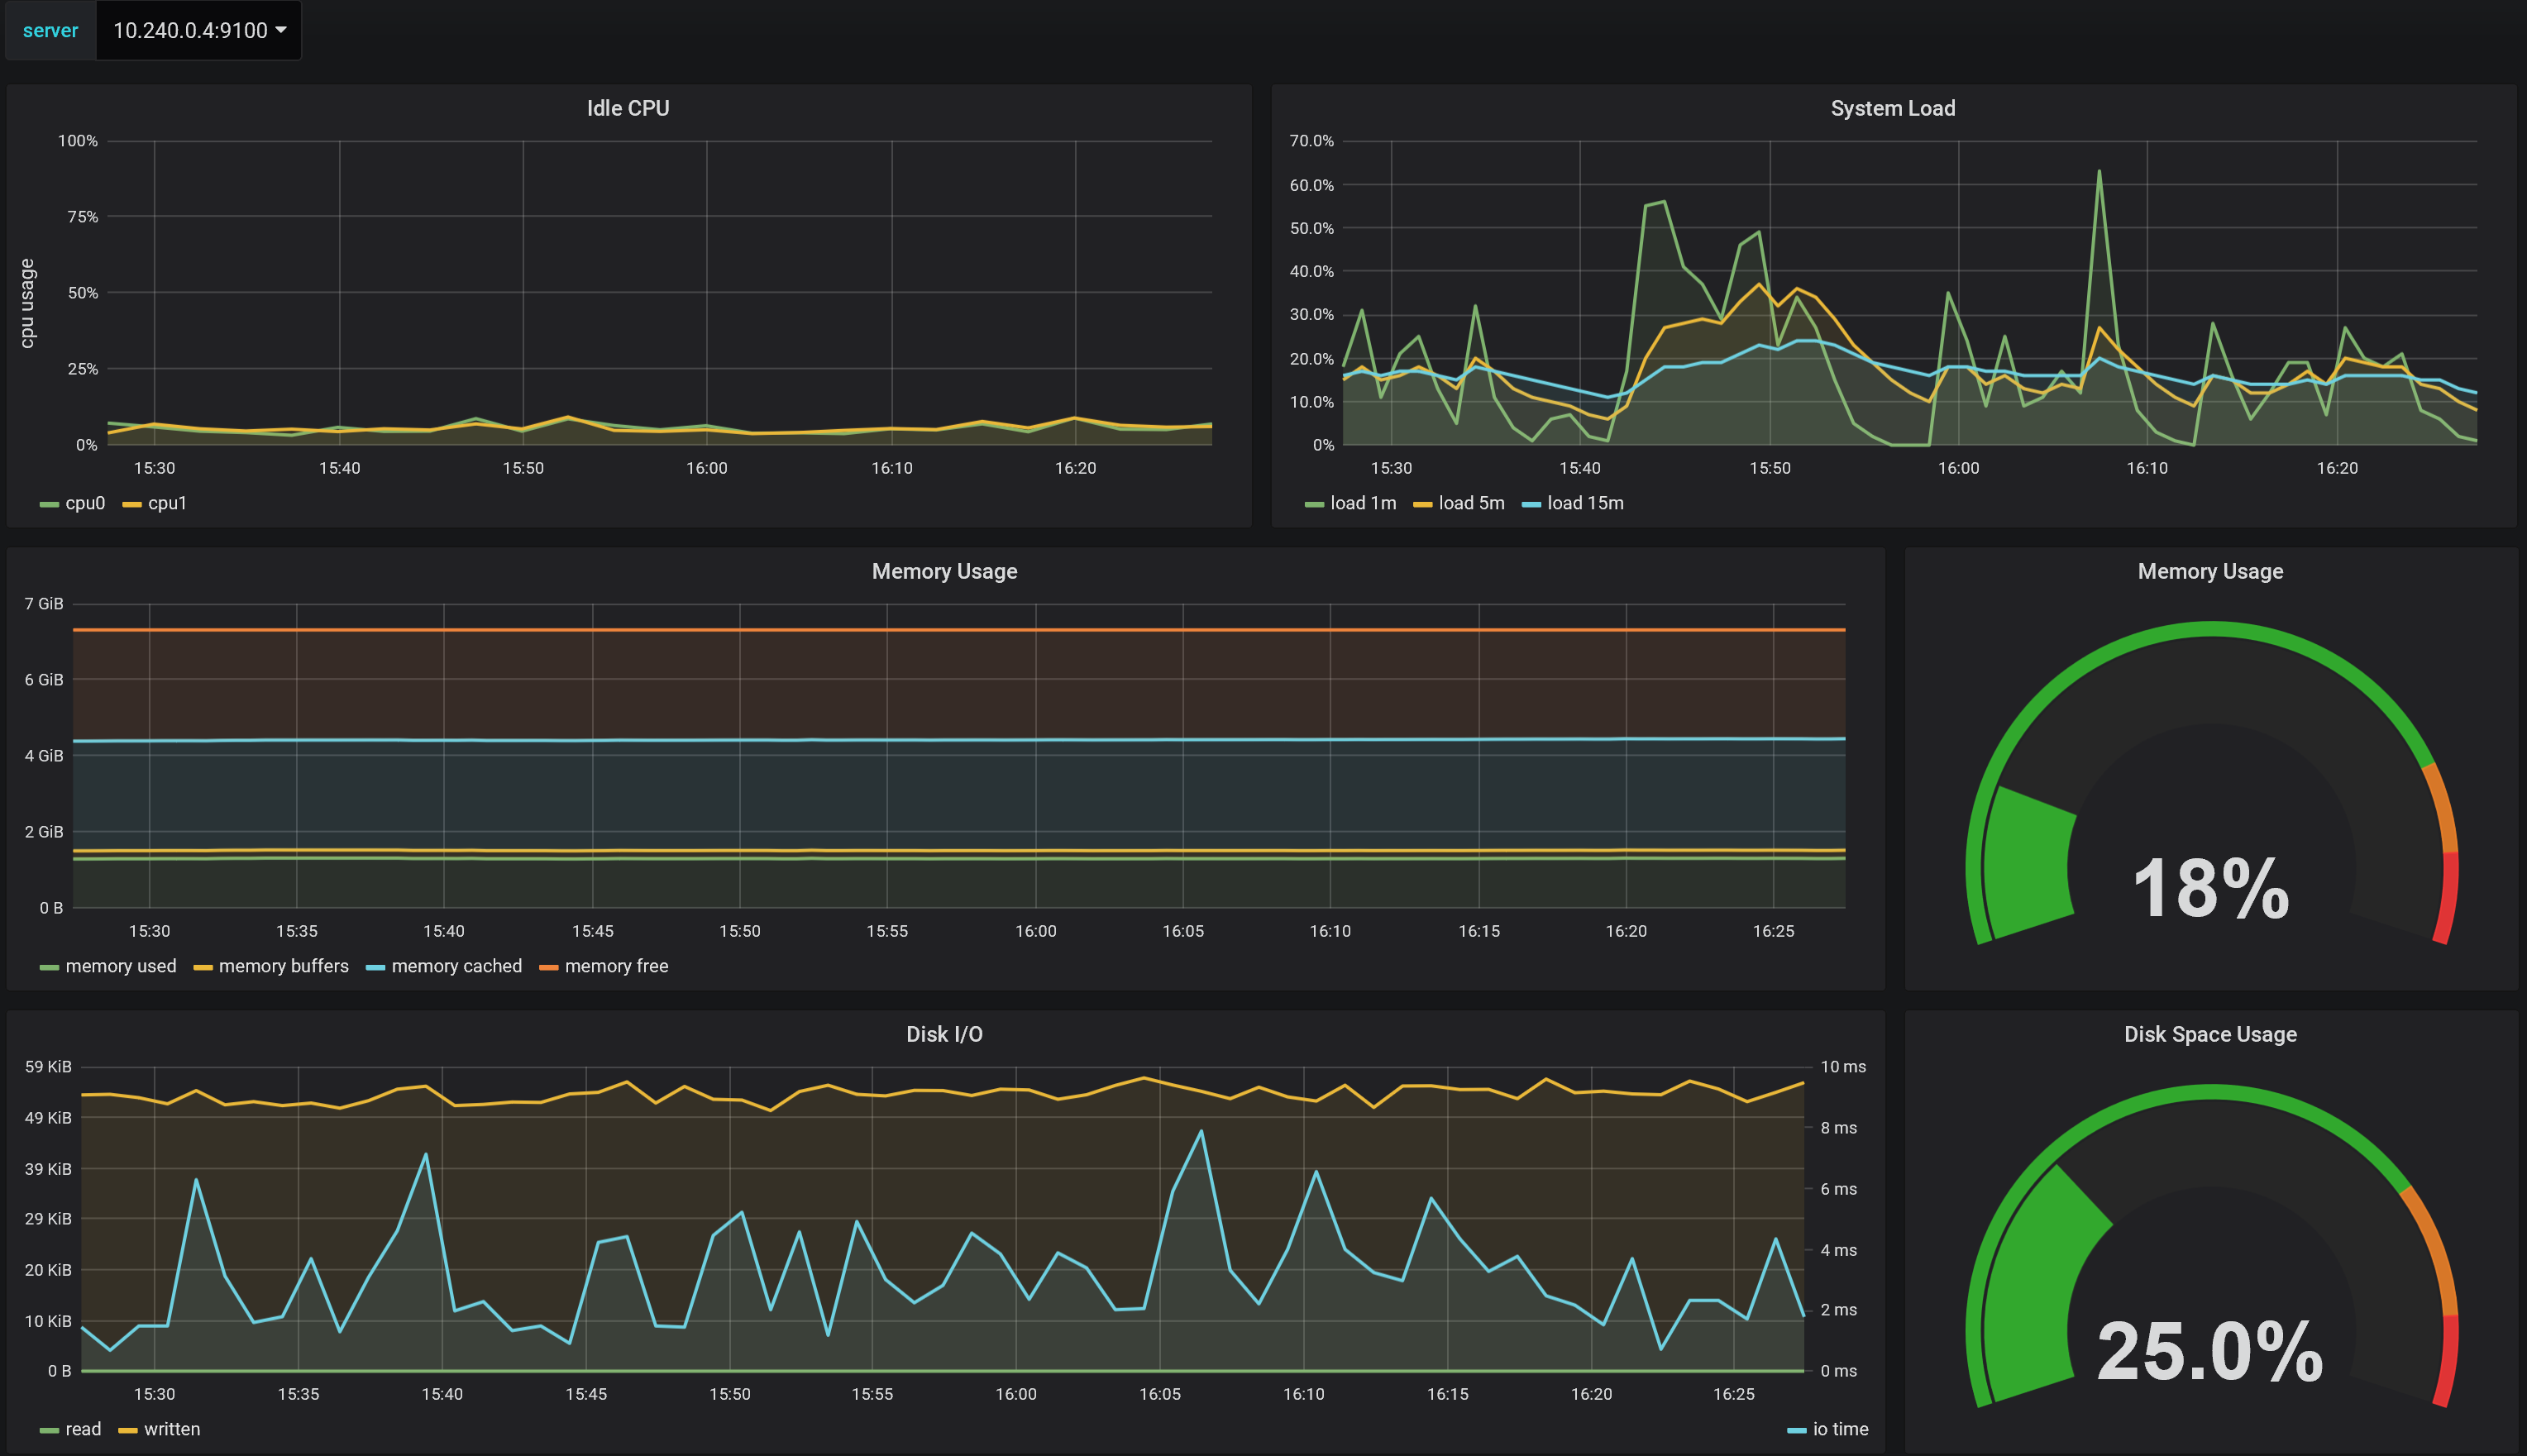 server 10.240.0.4:9100
Idle CPU
cpu usage
100%
75%
50%
25%
0%
15:30 15:40 15:50 16:00 16:10 16:20
cpu0 cpu1
System Load
70.0%
60.0%
50.0%
40.0%
30.0%
20.0%
10.0%
0%
15:30 15:40 15:50 16:00 16:10 16:20
load 1m load 5m load 15m
Memory Usage
7 GiB
6 GiB
4 GiB
2 GiB
0 B
15:30 15:35 15:40 15:45 15:50 15:55 16:00 16:05 16:10 16:15 16:20 16:25
memory used memory buffers memory cached memory free
Memory Usage
18%
Disk I/O
59 KiB
49 KiB
39 KiB
29 KiB
20 KiB
10 KiB
0 B
10 ms
8 ms
6 ms
4 ms
2 ms
0 ms
15:30 15:35 15:40 15:45 15:50 15:55 16:00 16:05 16:10 16:15 16:20 16:25
read written io time
Disk Space Usage
25.0%